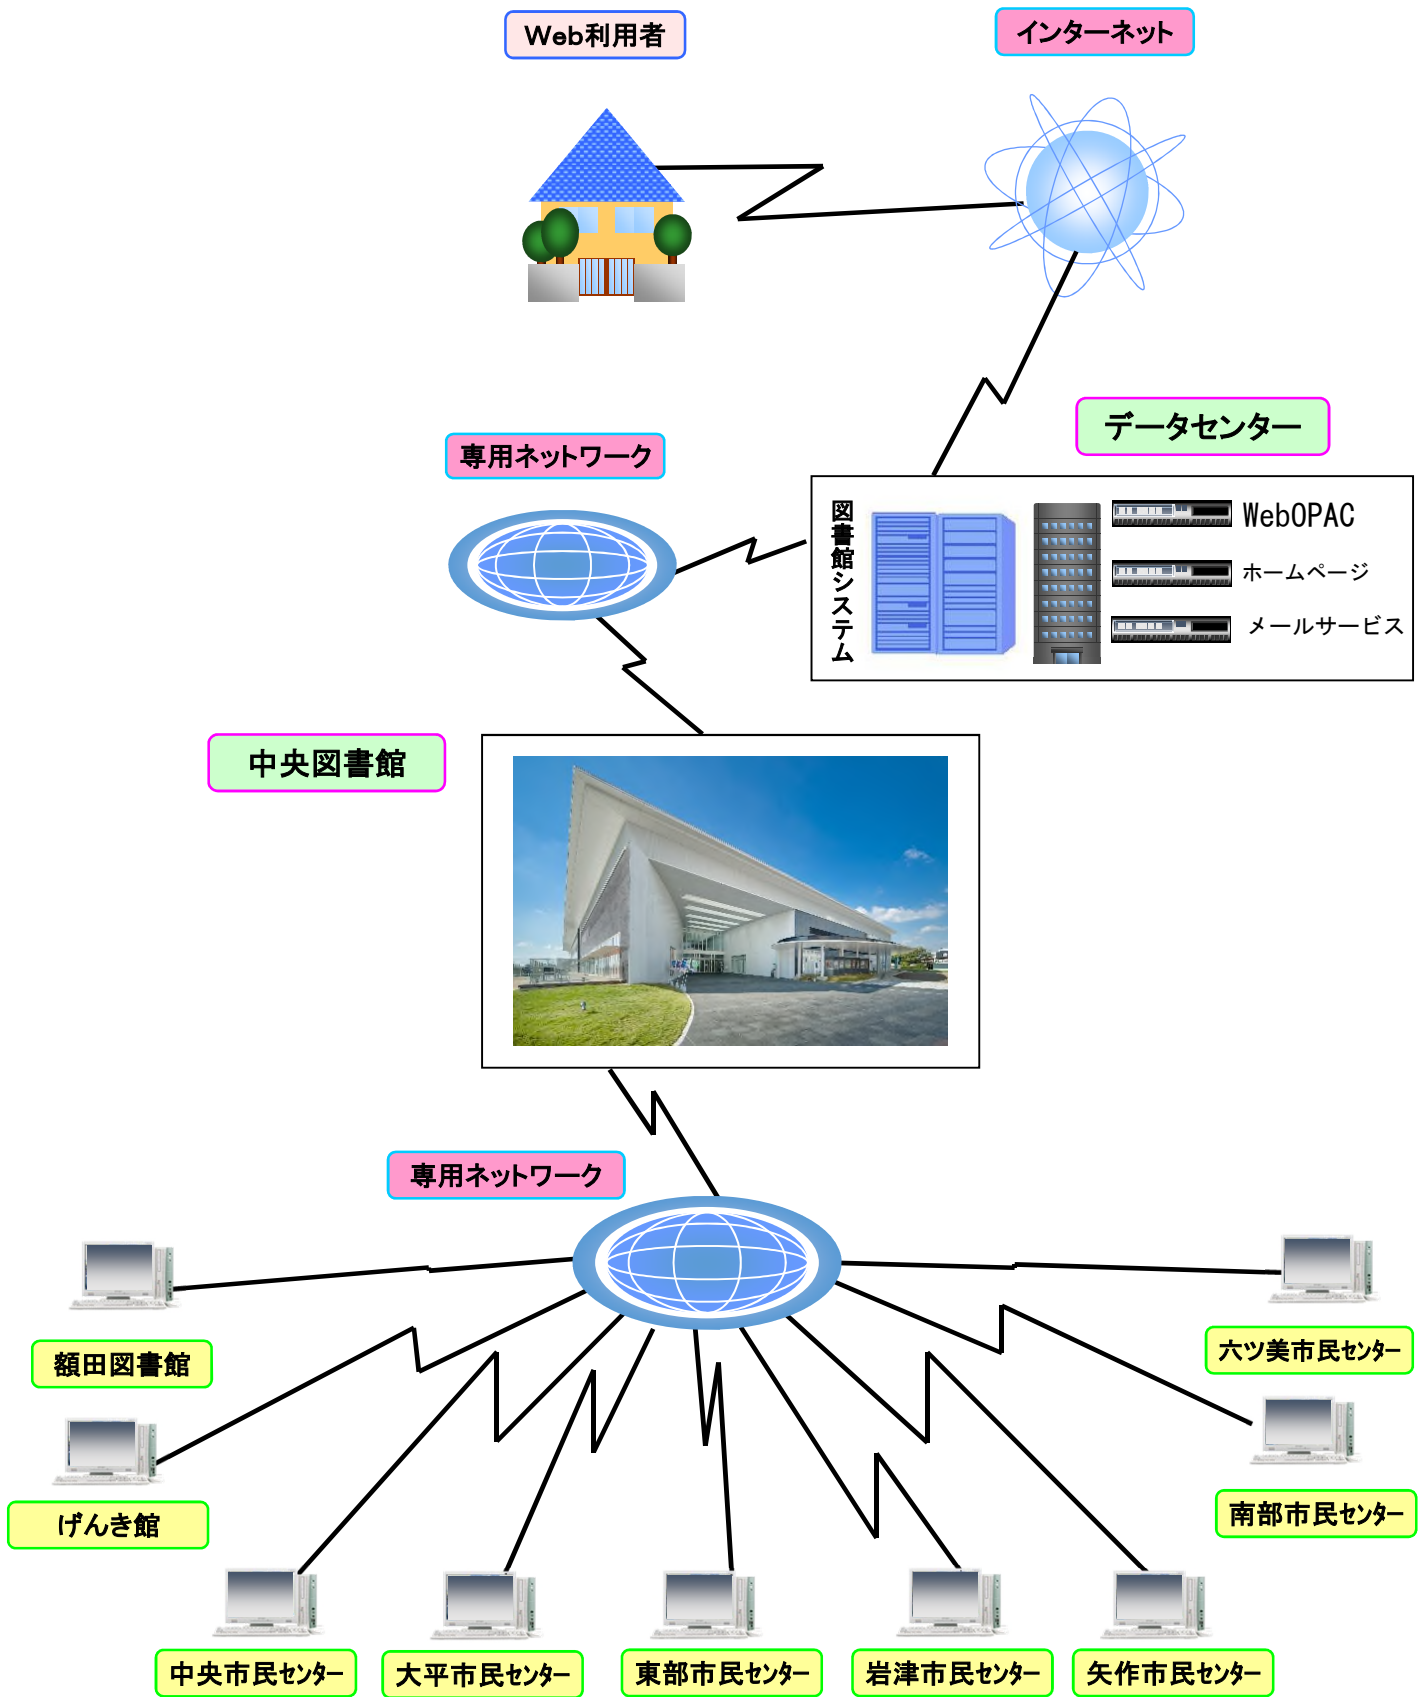 Ｗｅｂ利用者
インターネット
データセンター
専用ネットワーク
図書館システム
WebOPAC
ホームページ
メールサービス
中央図書館
専用ネットワーク
額田図書館
六ツ美市民ｾﾝﾀｰ
げんき館
南部市民ｾﾝﾀｰ
中央市民ｾﾝﾀｰ
大平市民ｾﾝﾀｰ
東部市民ｾﾝﾀｰ
岩津市民ｾﾝﾀｰ
矢作市民ｾﾝﾀｰ